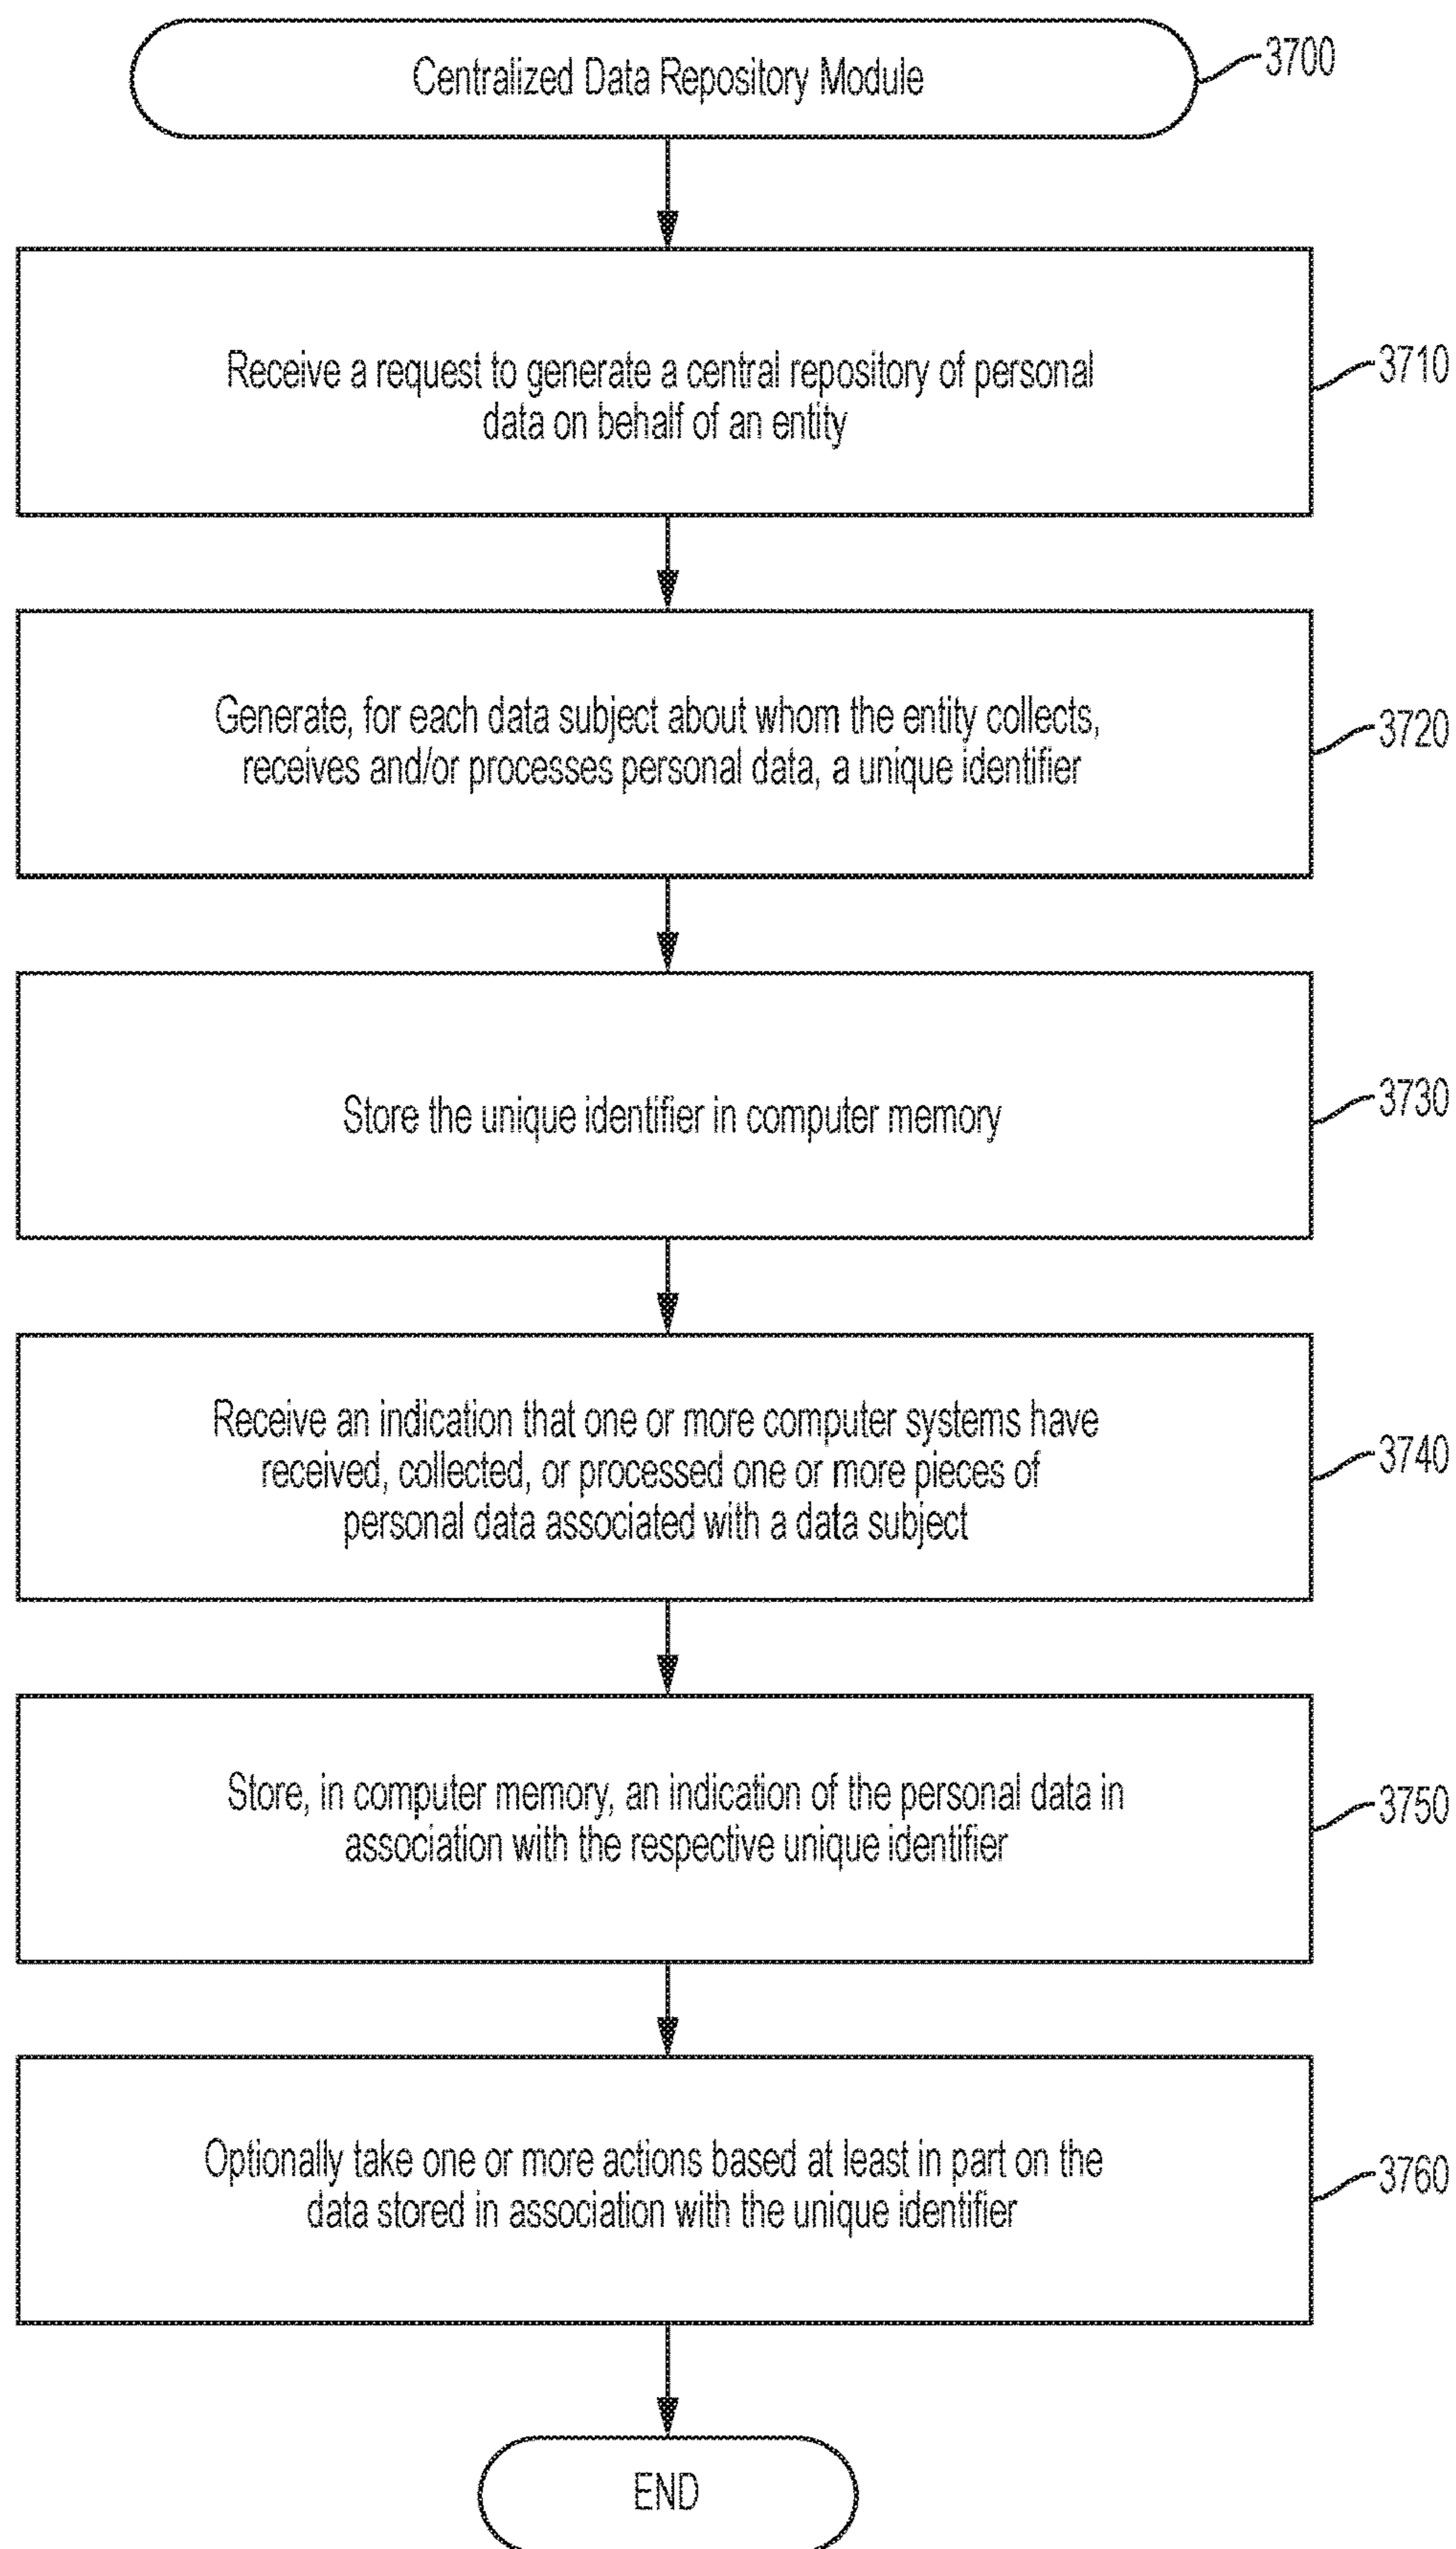 Centralized Data Repository Module
3700
Receive a request to generate a central repository of personal
data on behalf of an entity
3710
Generate, for each data subject about whom the entity collects,
receives and/or processes personal data, a unique identifier
3720
Store the unique identifier in computer memory
3730
Receive an indication that one or more computer systems have
received, collected, or processed one or more pieces of
personal data associated with a data subject
3740
Store, in computer memory, an indication of the personal data in
association with the respective unique identifier
3750
Optionally take one or more actions based at least in part on the
data stored in association with the unique identifier
3760
END